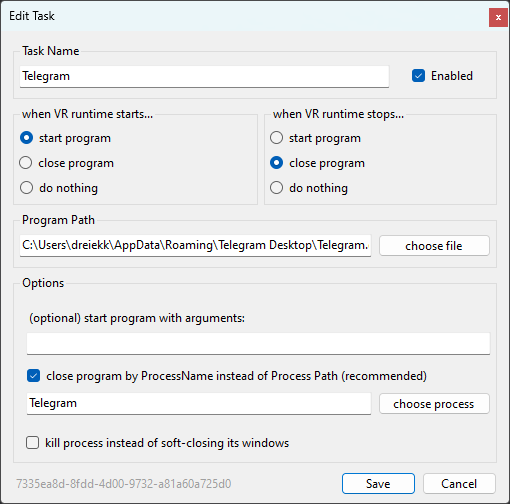 Edit Task
x
Task Name
Telegram
Enabled
when VR runtime starts...
when VR runtime stops...
start program
start program
close program
close program
do nothing
do nothing
Program Path
C:\Users\dreiekk\AppData\Roaming\Telegram Desktop\Telegram.
choose file
Options
(optional) start program with arguments:
close program by ProcessName instead of Process Path (recommended)
Telegram
choose process
kill process instead of soft-closing its windows
7335ea8d-8fdd-4d00-9732-a81a60a725d0
Save
Cancel